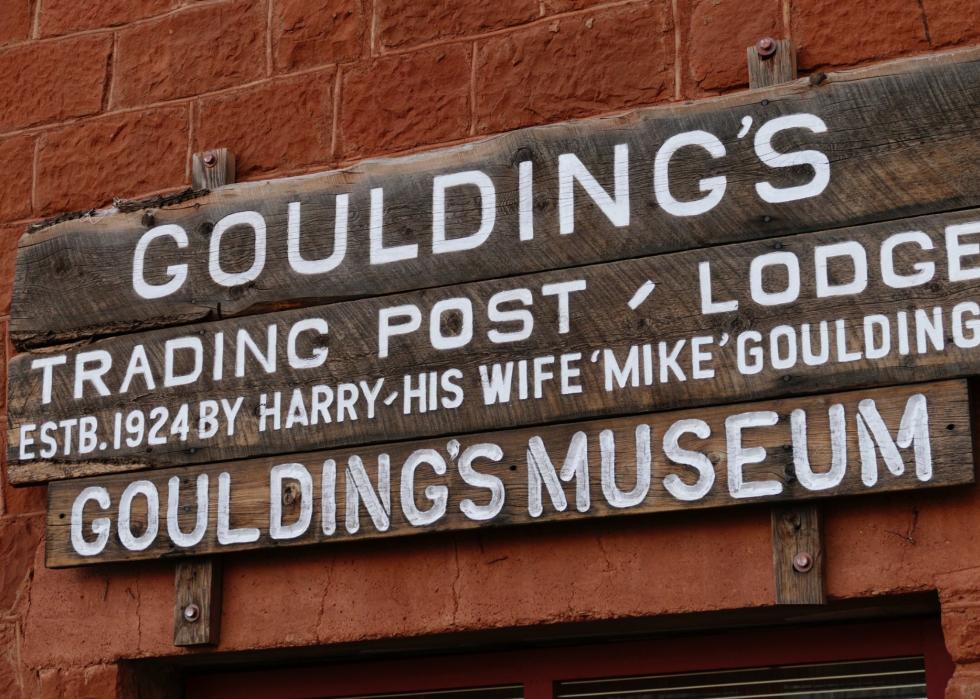 GOULDING'S
TRADING POST - LODGE
ESTB. 1924 BY HARRY-HIS WIFE 'MIKE' GOULDING
GOULDING'S MUSEUM